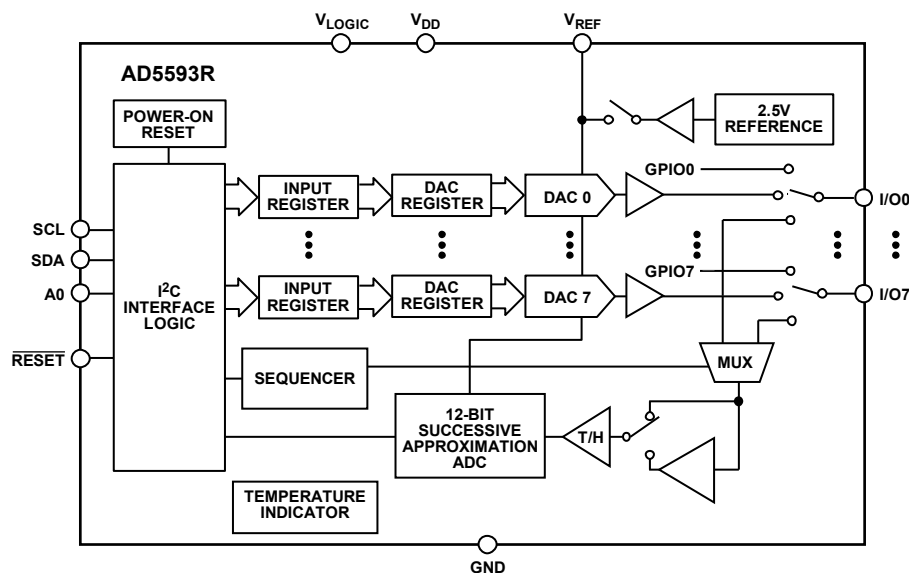 VLOGIC
VDD
VREF
AD5593R
POWER-ON
RESET
2.5V
REFERENCE
INPUT
REGISTER
DAC
REGISTER
DAC 0
GPIO0
I/O0
SCL
SDA
A0
RESET
I2C
INTERFACE
LOGIC
INPUT
REGISTER
DAC
REGISTER
DAC 7
GPIO7
I/O7
SEQUENCER
MUX
12-BIT
SUCCESSIVE
APPROXIMATION
ADC
T/H
TEMPERATURE
INDICATOR
GND